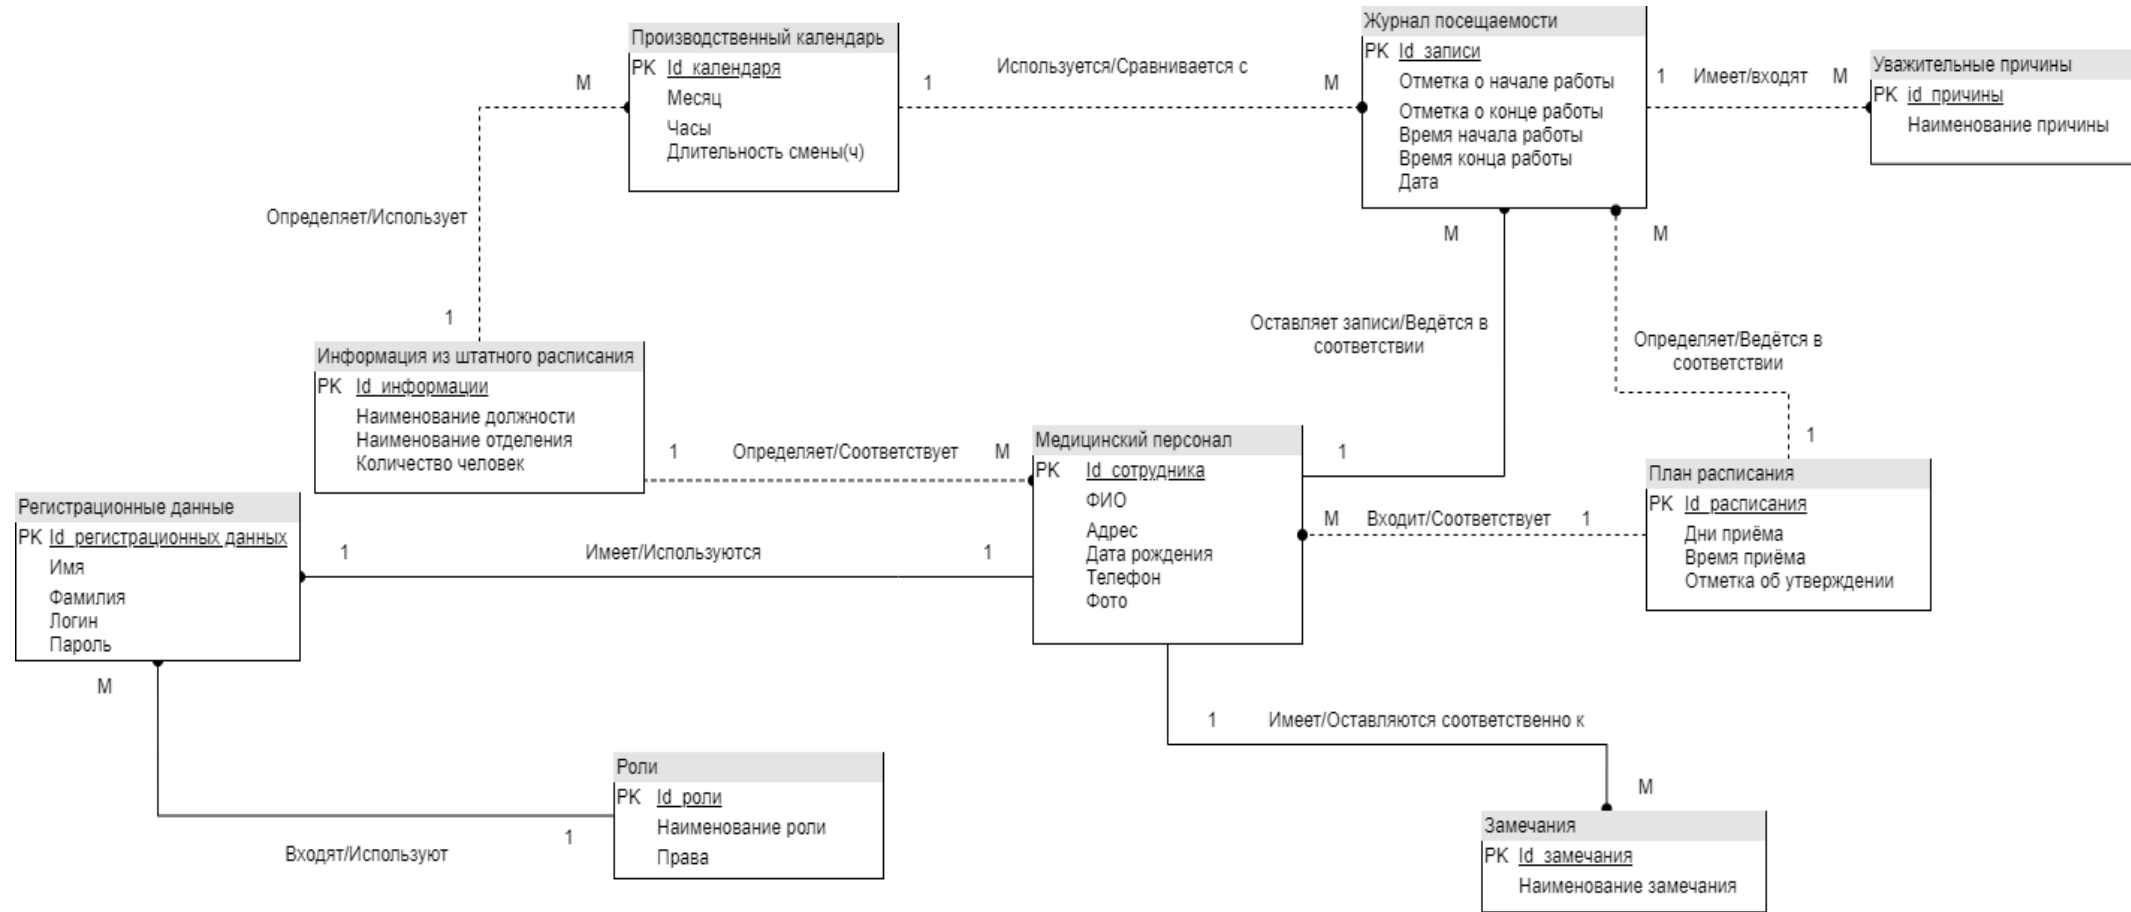 Производственный календарь
PK Id_календаря
Месяц
Часы
Длительность смены(ч)
М
1
Используется/Сравнивается с
М
Журнал посещаемости
PK Id_записи
Отметка о начале работы
Отметка о конце работы
Время начала работы
Время конца работы
Дата
1
Имеет/входят
М
Уважительные причины
PK id_причины
Наименование причины
Определяет/Использует
1
М
М
Оставляет записи/Ведётся в
соответствии
Определяет/Ведётся в
соответствии
1
Информация из штатного расписания
PK Id_информации
Наименование должности
Наименование отделения
Количество человек
1
Определяет/Соответствует
М
Медицинский персонал
PK Id_сотрудника
ФИО
Адрес
Дата рождения
Телефон
Фото
1
М
Входит/Соответствует
1
План расписания
PK Id_расписания
Дни приёма
Время приёма
Отметка об утверждении
Регистрационные данные
PK Id_регистрационных данных
Имя
Фамилия
Логин
Пароль
1
Имеет/Используются
1
М
1
Имеет/Оставляются соответственно к
М
Роли
PK Id_роли
Наименование роли
Права
1
Входят/Используют
Замечания
PK Id_замечания
Наименование замечания